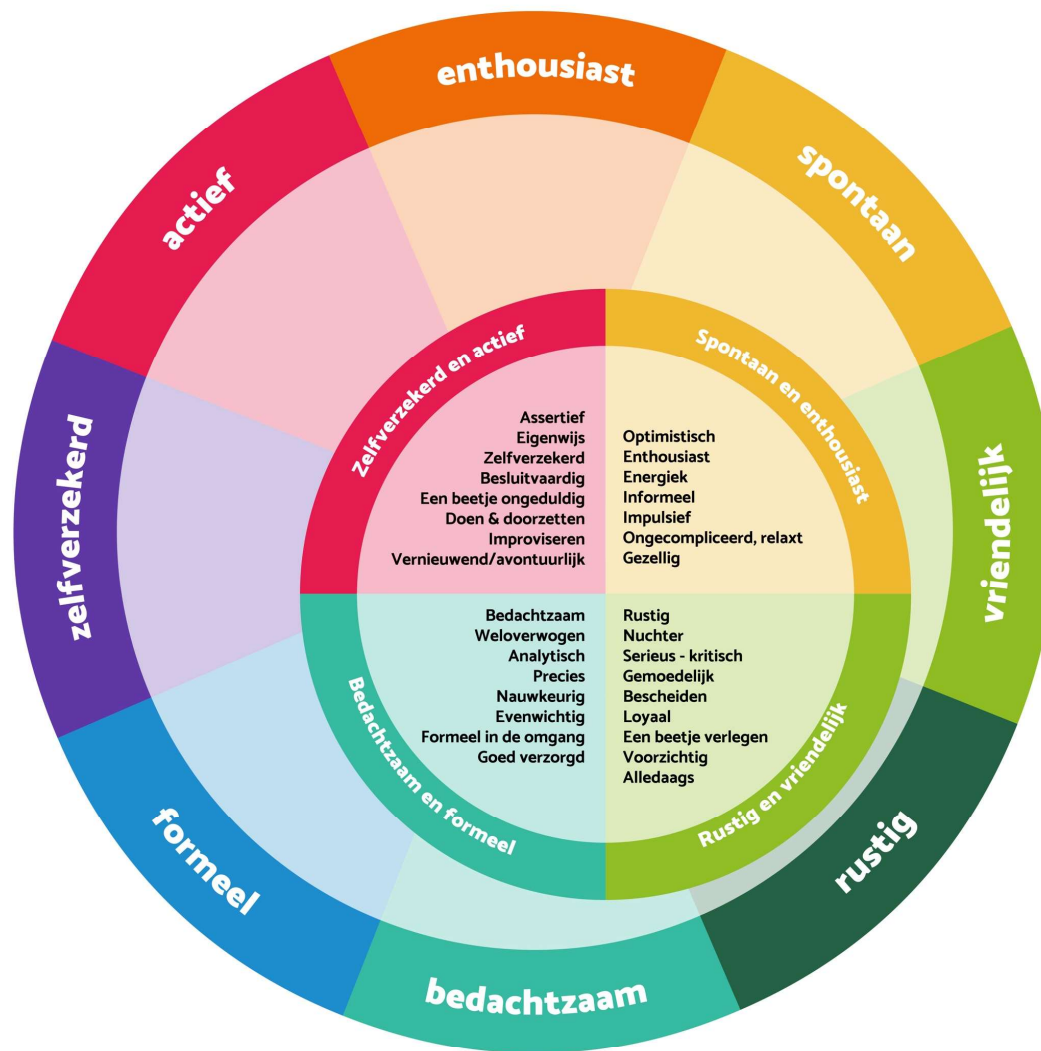 enthousiast
actief
spontaan
zelfverzekerd
vriendelijk
formeel
rustig
bedachtzaam
Zelfverzekerd en actief
Spontaan en enthousiast
Assertief
Eigenwijs
Zelfverzekerd
Besluitvaardig
Een beetje ongeduldig
Doen & doorzetten
Improviseren
Vernieuwend/avontuurlijk
Optimistisch
Enthousiast
Energiek
Informeel
Impulsief
Ongecompliceerd, relaxt
Gezellig
Bedachtzaam en formeel
Rustig en vriendelijk
Bedachtzaam
Weloverwogen
Analytisch
Precies
Nauwkeurig
Evenwichtig
Formeel in de omgang
Goed verzorgd
Rustig
Nuchter
Serieus - kritisch
Gemoedelijk
Bescheiden
Loyaal
Een beetje verlegen
Voorzichtig
Alledaags